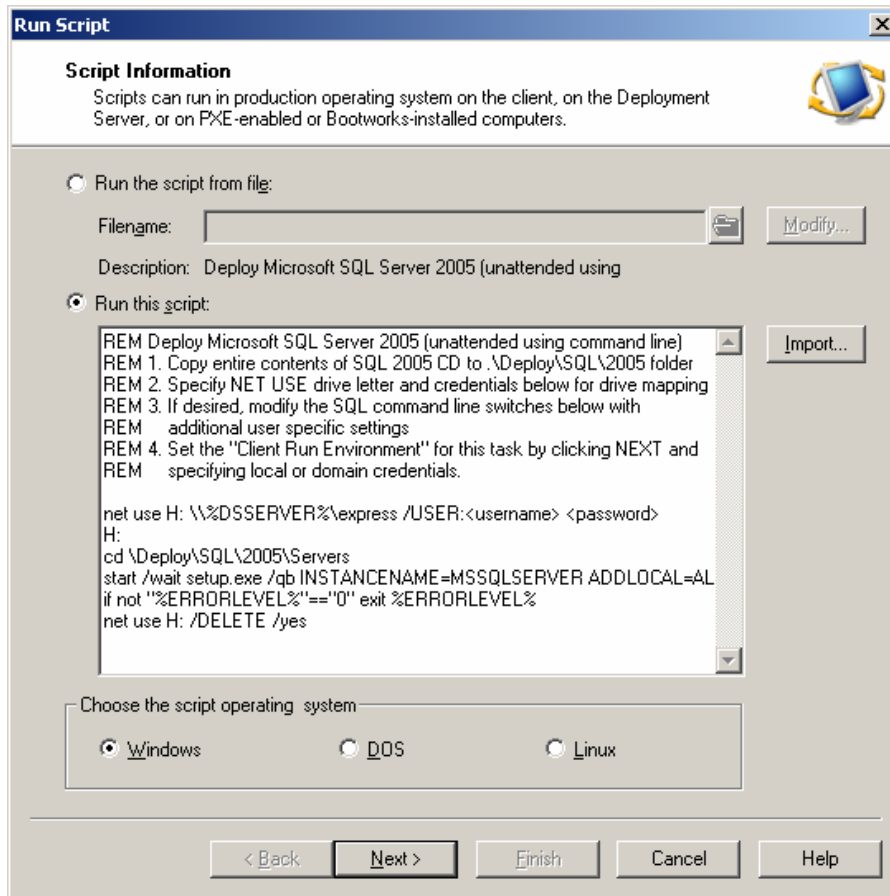 Run Script
Script Information
Scripts can run in production operating system on the client, on the Deployment
Server, or on PXE-enabled or Bootworks-installed computers.
Run the script from file:
Filename:
Modify...
Description: Deploy Microsoft SQL Server 2005 (unattended using
Run this script:
REM Deploy Microsoft SQL Server 2005 (unattended using command line)
REM 1. Copy entire contents of SQL 2005 CD to .\Deploy\SQL\2005 folder
REM 2. Specify NET USE drive letter and credentials below for drive mapping
REM 3. If desired, modify the SQL command line switches below with
REM additional user specific settings
REM 4. Set the "Client Run Environment" for this task by clicking NEXT and
REM specifying local or domain credentials.
net use H: \\%DSSERVER%\express /USER:<username> <password>
H:
cd \Deploy\SQL\2005\Servers
start /wait setup.exe /qb INSTANCENAME=MSSQLSERVER ADDLOCAL=AL
if not "%ERRORLEVEL%"=="0" exit %ERRORLEVEL%
net use H: /DELETE /yes
Import...
Choose the script operating system
Windows
DOS
Linux
< Back
Next >
Finish
Cancel
Help